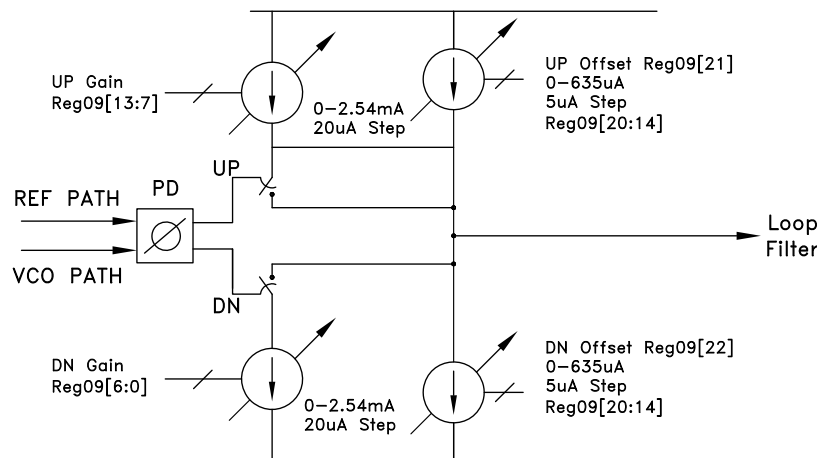 UP Gain
Reg09[13:7]
0-2.54mA
20uA Step
UP Offset Reg09[21]
0-635uA
5uA Step
Reg09[20:14]
UP
PD
REF PATH
VCO PATH
Loop
Filter
DN
DN Gain
Reg09[6:0]
0-2.54mA
20uA Step
DN Offset Reg09[22]
0-635uA
5uA Step
Reg09[20:14]